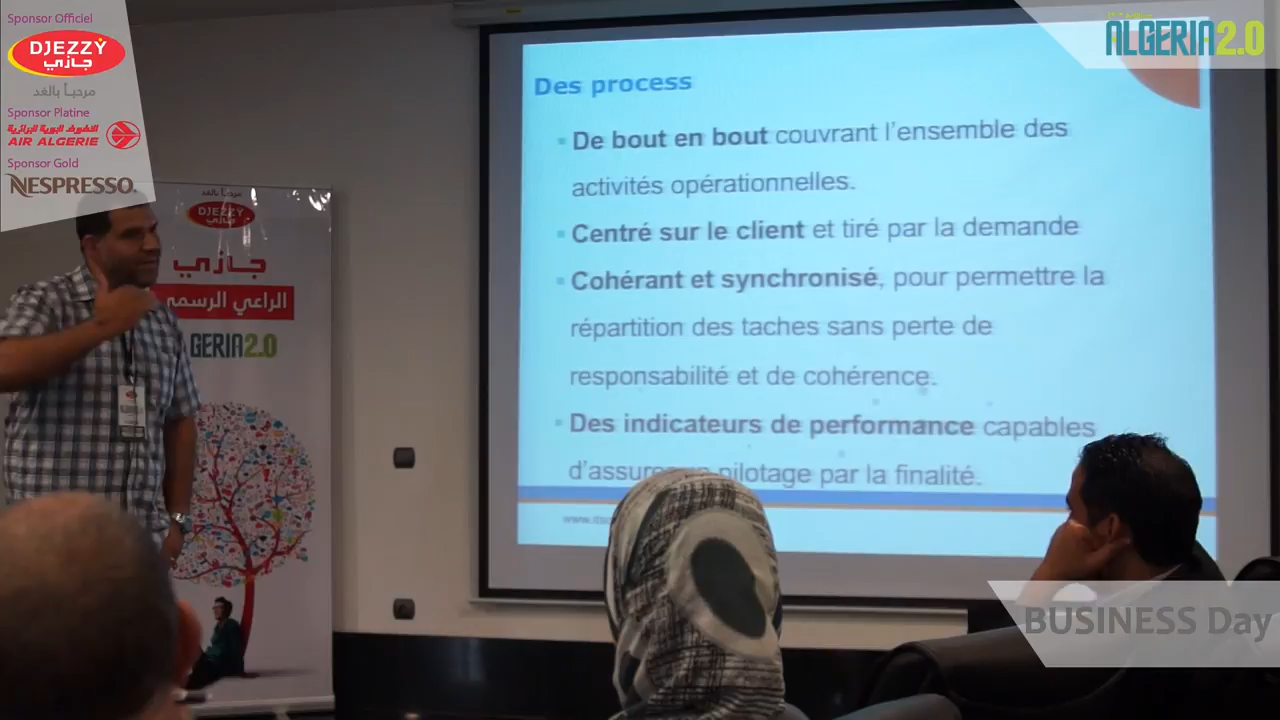 Sponsor Officiel
DJEZZY
جازي
مرحباً بالغد
Sponsor Platine
الخطوط الجوية الجزائرية
AIR ALGERIE
Sponsor Gold
NESPRESSO.
ALGERIA2.0
مرحباً بالغد
DJEZZY
جازي
جازي
الراعي الرسمي
GERIA2.0
Des process
De bout en bout couvrant l'ensemble des
activités opérationnelles.
Centré sur le client et tiré par la demande
Cohérant et synchronisé, pour permettre la
répartition des taches sans perte de
responsabilité et de cohérence.
Des indicateurs de performance capables
pilotage par la finalité.
BUSINESS Day